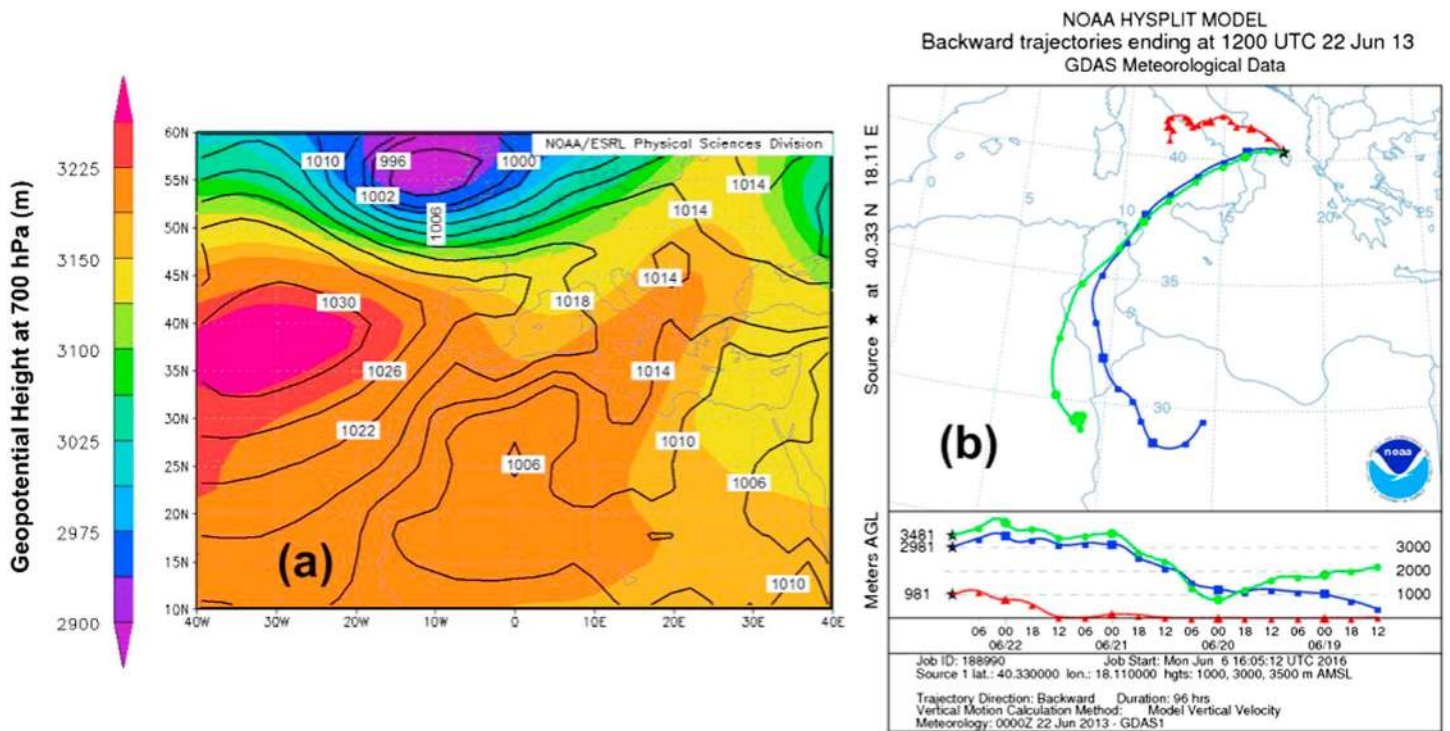 Geopotential Height at 700 hPa (m)
3225
3150
3100
3025
2975
2900
NOAA/ESRL Physical Sciences Division
60N
55N
50N
45N
40N
35N
30N
25N
20N
15N
10N
40W
30W
20W
10W
0
10E
20E
30E
40E
1010
996
1000
1002
1006
1014
1014
1014
1018
1030
1026
1014
1022
1010
1006
1006
1010
(a)
NOAA HYSPLIT MODEL
Backward trajectories ending at 1200 UTC 22 Jun 13
GDAS Meteorological Data
Source ★ at 40.33 N 18.11 E
40
0
5
10
15
20
25
35
5
30
(b)
noaa
Meters AGL
3481
2981
981
3000
2000
1000
06 00 18 12 06 00 18 12 06 00 18 12 06 00 18 12
06/22 06/21 06/20 06/19
Job ID: 188990 Job Start: Mon Jun 6 16:05:12 UTC 2016
Source 1 lat.: 40.330000 lon.: 18.110000 hgts: 1000, 3000, 3500 m AMSL
Trajectory Direction: Backward Duration: 96 hrs
Vertical Motion Calculation Method: Model Vertical Velocity
Meteorology: 0000Z 22 Jun 2013 - GDAS1